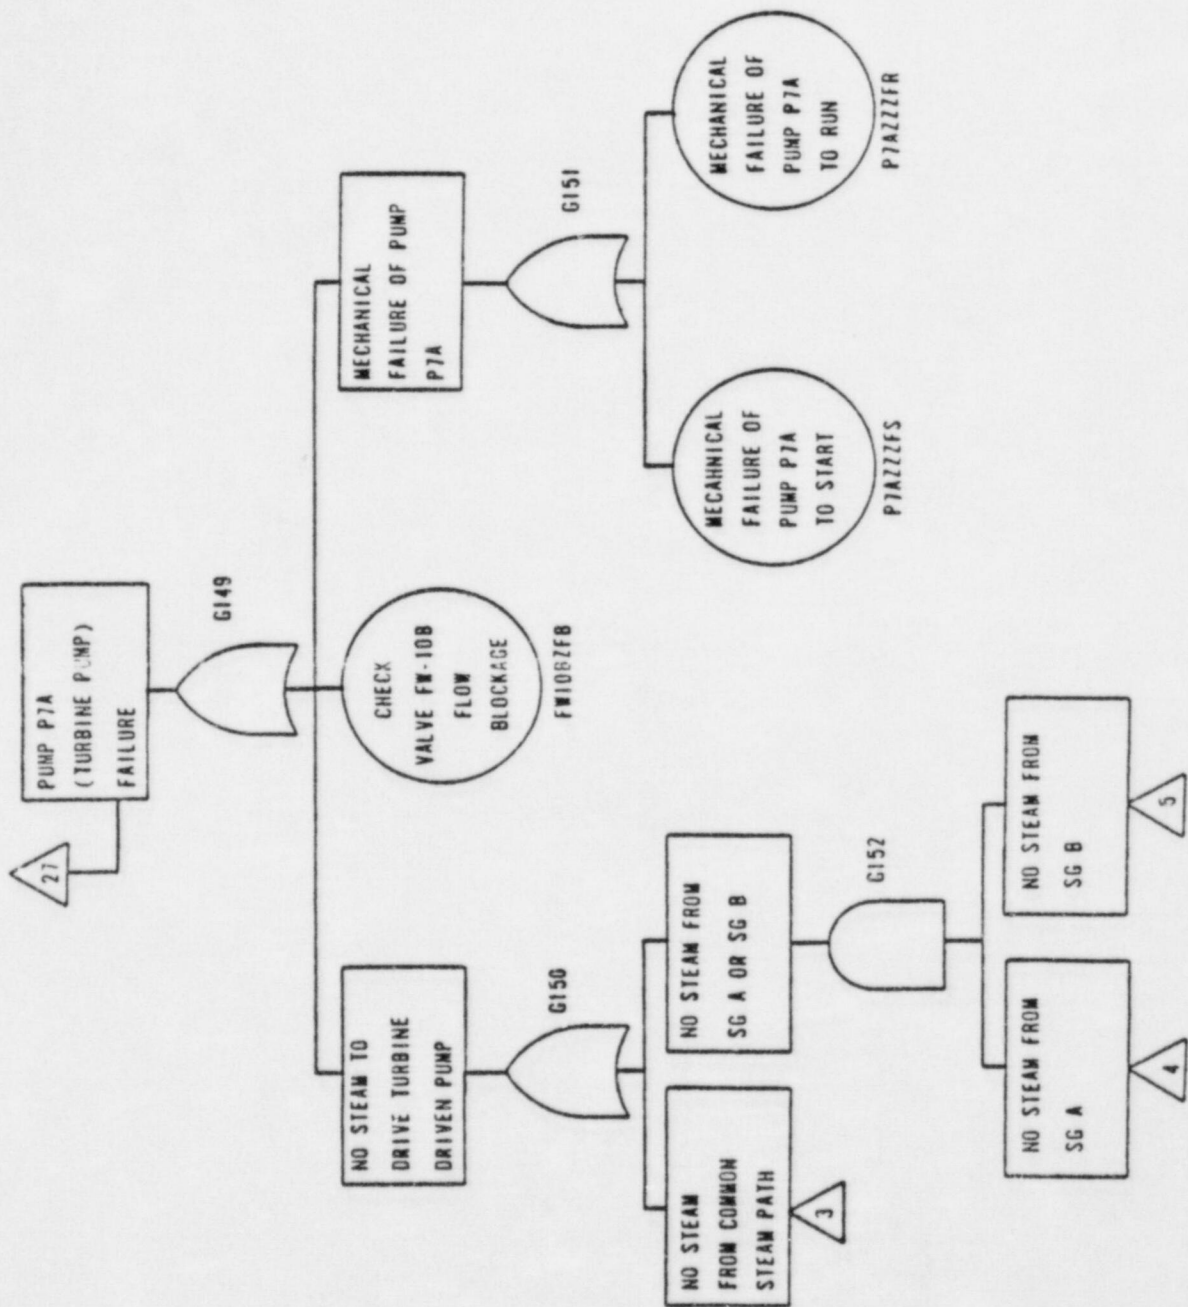 27
PUMP P7A
(TURBINE PUMP)
FAILURE
G149
NO STEAM TO
DRIVE TURBINE
DRIVEN PUMP
CHECK
VALVE FW-10B
FLOW
BLOCKAGE
FW10BZFB
MECHANICAL
FAILURE OF PUMP
P7A
G150
G151
NO STEAM
FROM COMMON
STEAM PATH
3
NO STEAM FROM
SG A OR SG B
MECAHNICAL
FAILURE OF
PUMP P7A
TO START
P7AZZZFS
MECHANICAL
FAILURE OF
PUMP P7A
TO RUN
P7AZZZFR
G152
NO STEAM FROM
SG A
4
NO STEAM FROM
SG B
5